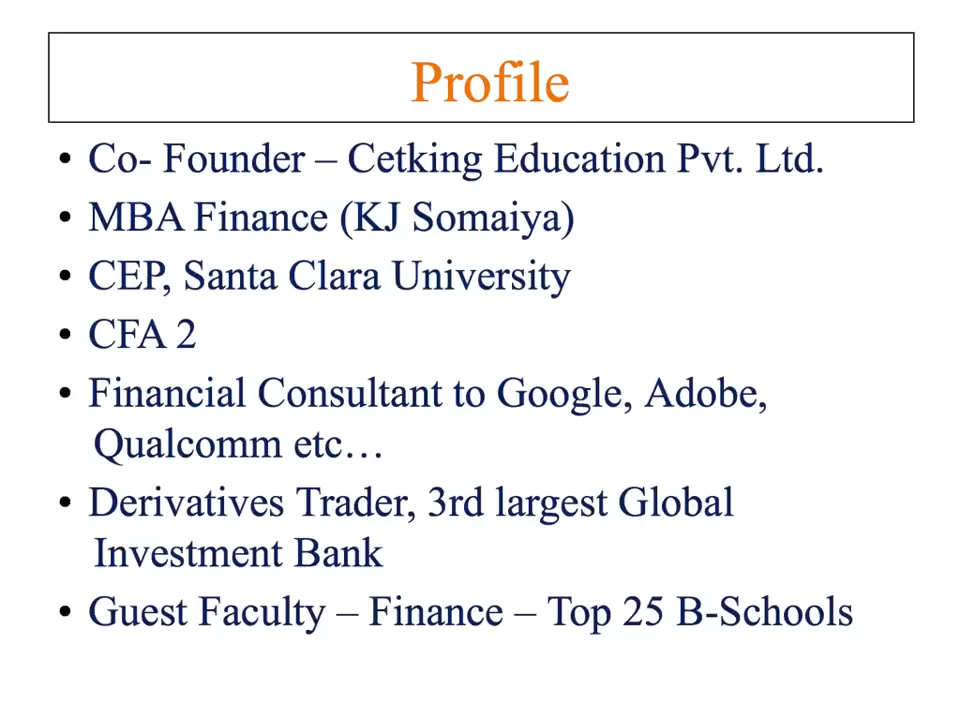 Profile
• Co- Founder – Cetking Education Pvt. Ltd.
• MBA Finance (KJ Somaiya)
• CEP, Santa Clara University
• CFA 2
• Financial Consultant to Google, Adobe,
Qualcomm etc…
• Derivatives Trader, 3rd largest Global
Investment Bank
• Guest Faculty – Finance – Top 25 B-Schools